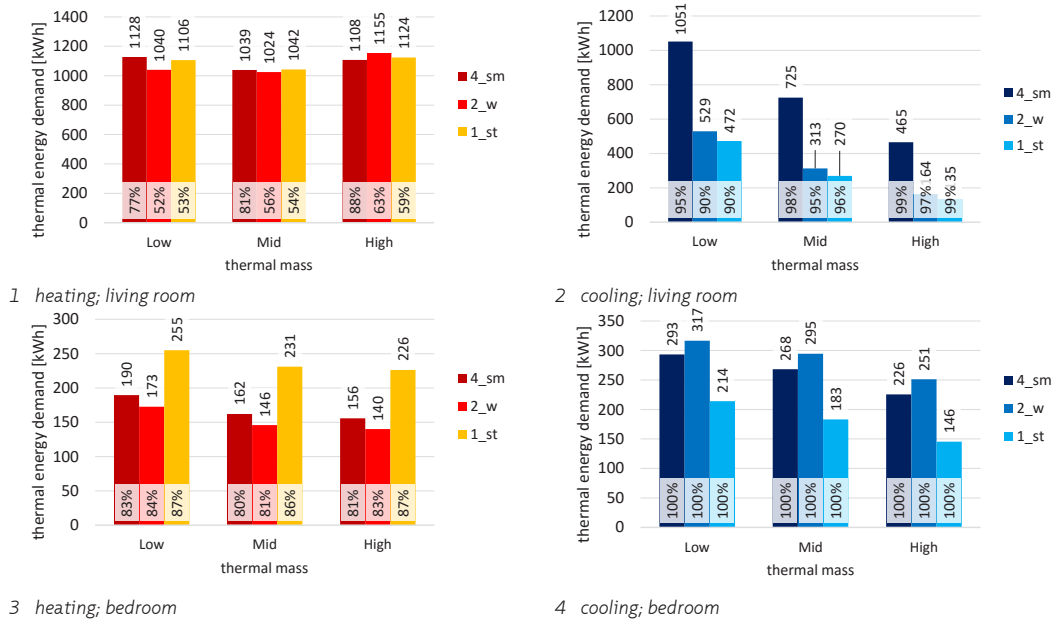 thermal energy demand [kWh]
1400
1200
1000
800
600
400
200
0
1128
1040
1106
1039
1024
1042
1108
1155
1124
77%
52%
53%
81%
56%
54%
88%
63%
59%
Low
Mid
High
thermal mass
4_sm
2_w
1_st
1 heating; living room
thermal energy demand [kWh]
1000
800
600
400
200
0
1051
529
472
725
313
270
465
164
135
95%
90%
90%
98%
95%
96%
99%
97%
99%
Low
Mid
High
thermal mass
4_sm
2_w
1_st
2 cooling; living room
thermal energy demand [kWh]
300
250
200
150
100
50
0
190
173
255
162
146
231
156
140
226
83%
84%
87%
80%
81%
86%
81%
83%
87%
Low
Mid
High
thermal mass
4_sm
2_w
1_st
3 heating; bedroom
thermal energy demand [kWh]
350
300
250
200
150
100
50
0
293
317
214
268
295
183
226
251
146
100%
100%
100%
100%
100%
100%
100%
100%
100%
Low
Mid
High
thermal mass
4_sm
2_w
1_st
4 cooling; bedroom